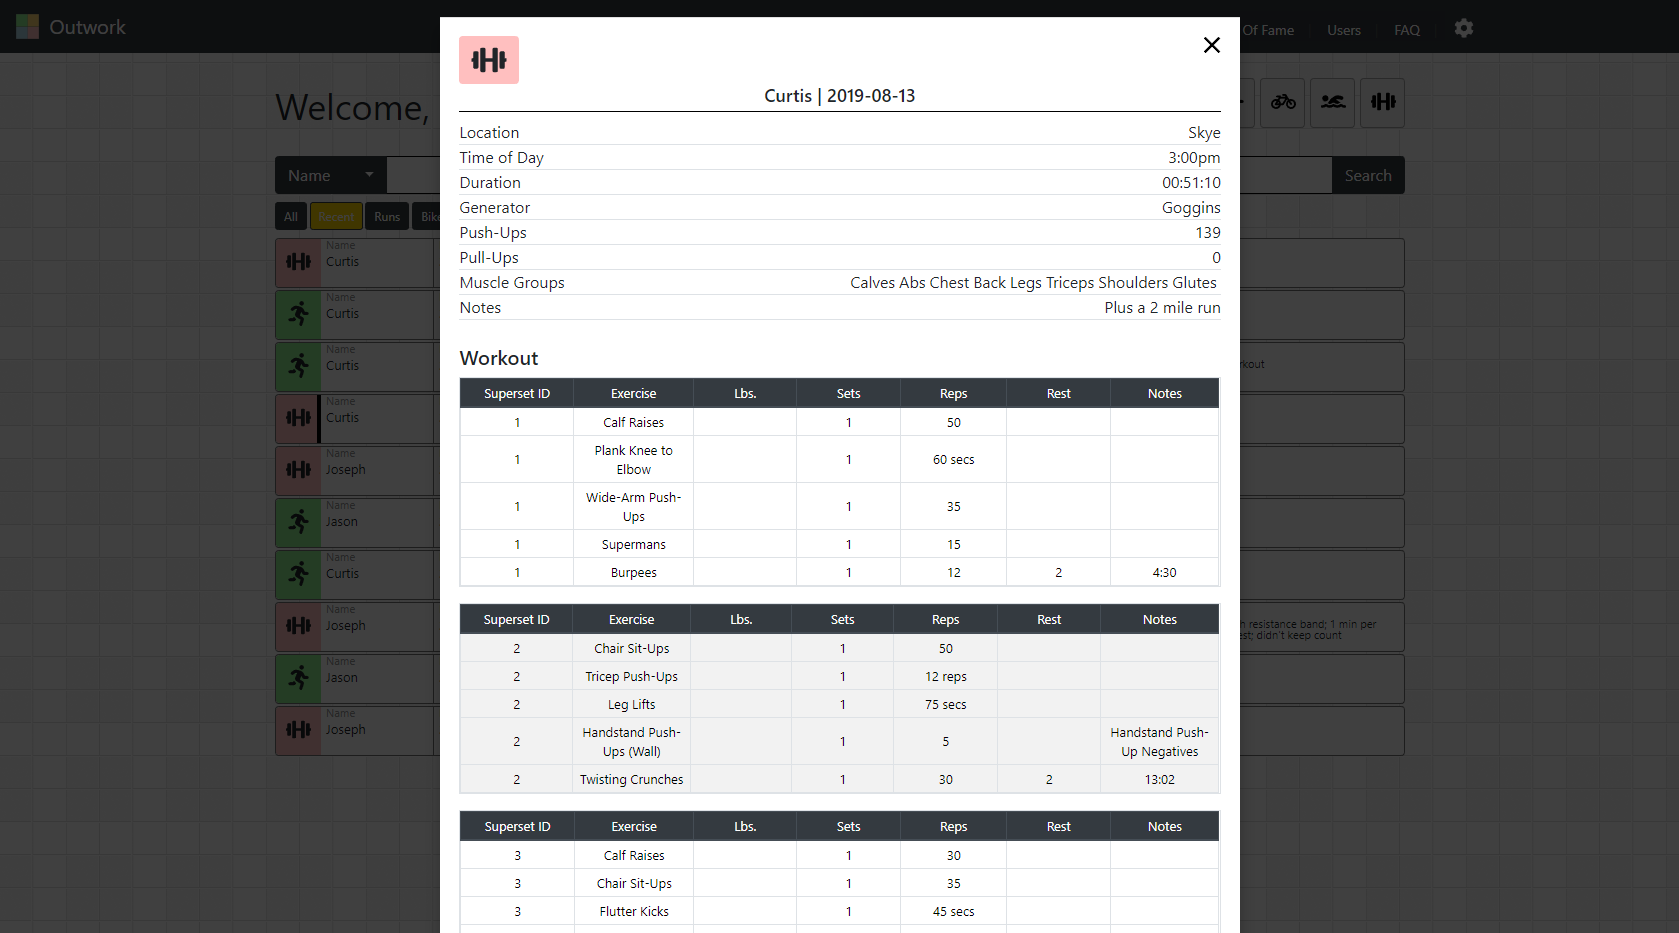 Outwork
Of Fame
Users
FAQ
Welcome,
Name
Search
All
Recent
Runs
Bike
Name
Curtis
Name
Curtis
Name
Curtis
rkout
Name
Curtis
Name
Joseph
Name
Jason
Name
Curtis
Name
Joseph
h resistance band; 1 min per
est; didn't keep count
Name
Jason
Name
Joseph
Curtis | 2019-08-13
Location Skye
Time of Day 3:00pm
Duration 00:51:10
Generator Goggins
Push-Ups 139
Pull-Ups 0
Muscle Groups Calves Abs Chest Back Legs Triceps Shoulders Glutes
Notes Plus a 2 mile run
Workout
Superset ID Exercise Lbs. Sets Reps Rest Notes
1 Calf Raises 1 50
1 Plank Knee to
Elbow 1 60 secs
1 Wide-Arm Push-
Ups 1 35
1 Supermans 1 15
1 Burpees 1 12 2 4:30
Superset ID Exercise Lbs. Sets Reps Rest Notes
2 Chair Sit-Ups 1 50
2 Tricep Push-Ups 1 12 reps
2 Leg Lifts 1 75 secs
2 Handstand Push-
Ups (Wall) 1 5 Handstand Push-
Up Negatives
2 Twisting Crunches 1 30 2 13:02
Superset ID Exercise Lbs. Sets Reps Rest Notes
3 Calf Raises 1 30
3 Chair Sit-Ups 1 35
3 Flutter Kicks 1 45 secs